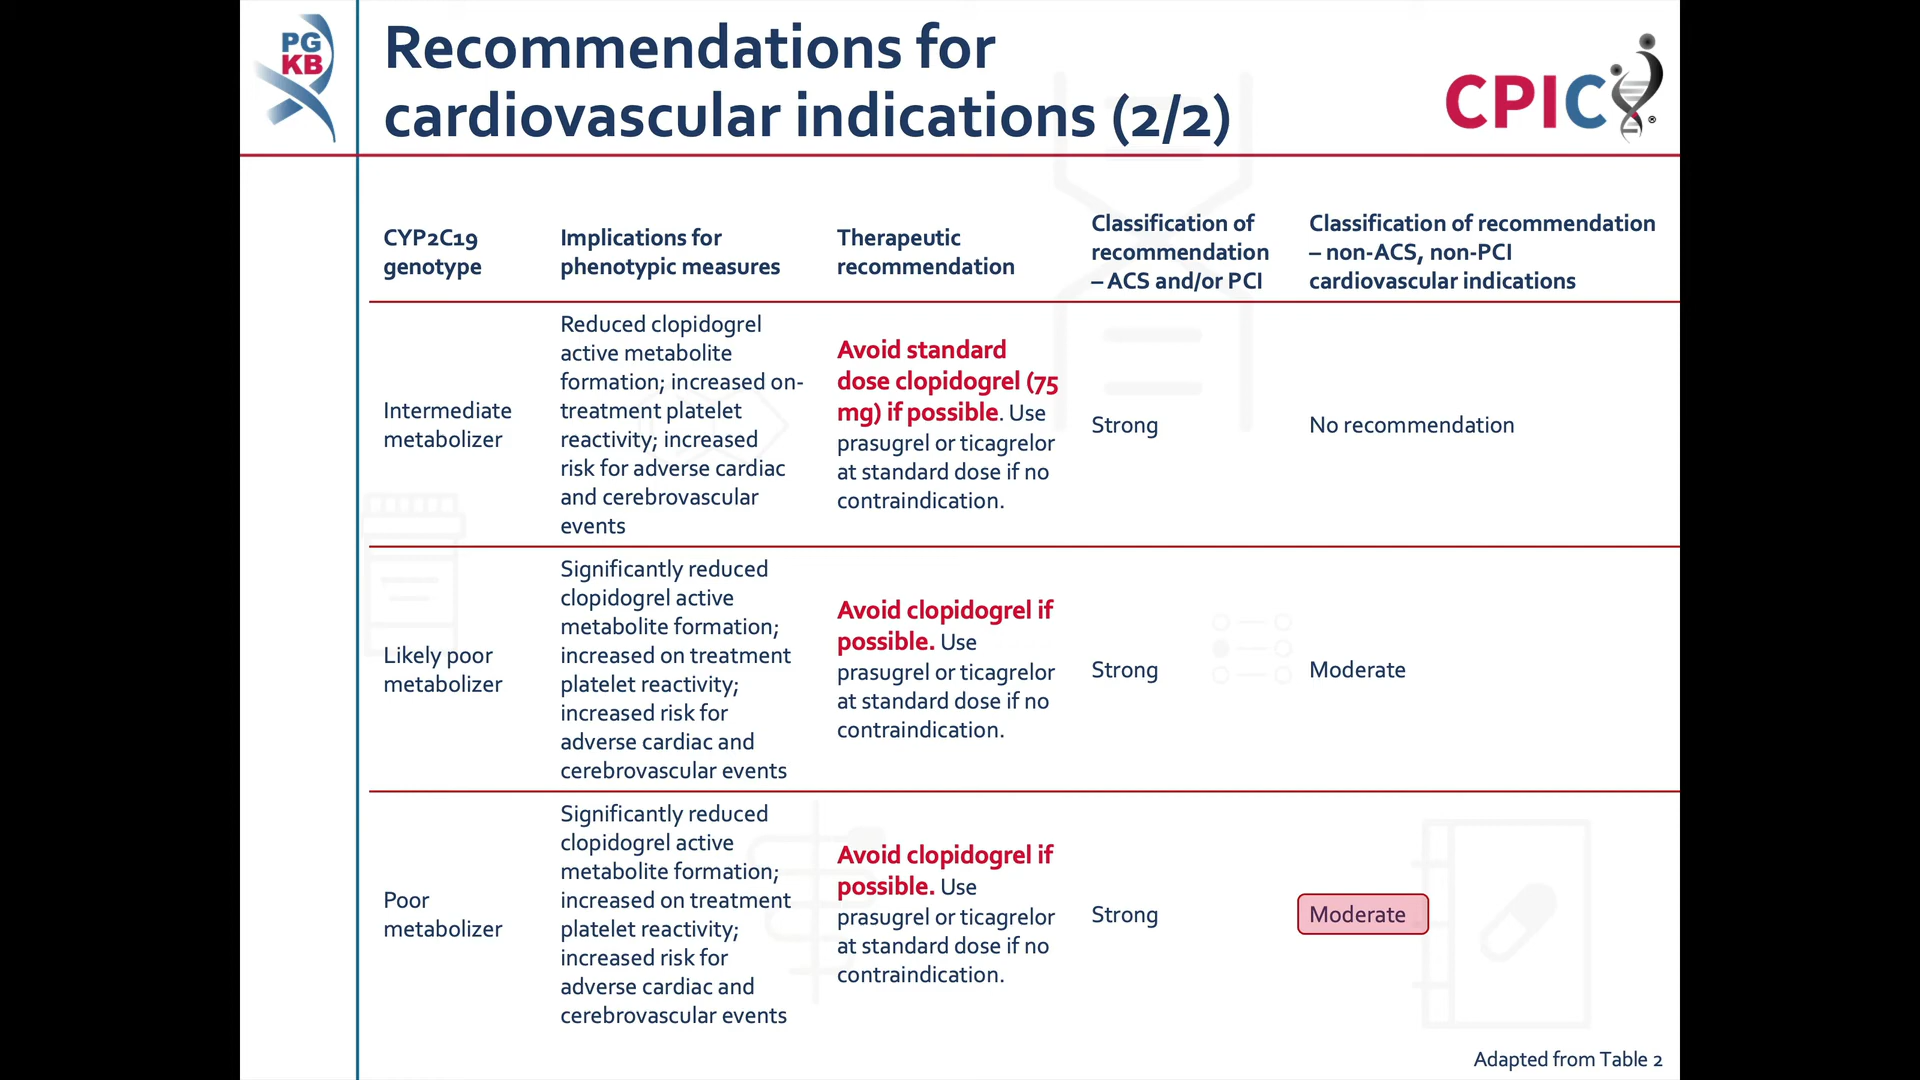 PG
KB
Recommendations for
cardiovascular indications (2/2)
CPIC®
CYP2C19
genotype
Implications for
phenotypic measures
Therapeutic
recommendation
Classification of
recommendation
– ACS and/or PCI
Classification of recommendation
– non-ACS, non-PCI
cardiovascular indications
Intermediate
metabolizer
Reduced clopidogrel
active metabolite
formation; increased on-
treatment platelet
reactivity; increased
risk for adverse cardiac
and cerebrovascular
events
Avoid standard
dose clopidogrel (75
mg) if possible. Use
prasugrel or ticagrelor
at standard dose if no
contraindication.
Strong
No recommendation
Likely poor
metabolizer
Significantly reduced
clopidogrel active
metabolite formation;
increased on treatment
platelet reactivity;
increased risk for
adverse cardiac and
cerebrovascular events
Avoid clopidogrel if
possible. Use
prasugrel or ticagrelor
at standard dose if no
contraindication.
Strong
Moderate
Poor
metabolizer
Significantly reduced
clopidogrel active
metabolite formation;
increased on treatment
platelet reactivity;
increased risk for
adverse cardiac and
cerebrovascular events
Avoid clopidogrel if
possible. Use
prasugrel or ticagrelor
at standard dose if no
contraindication.
Strong
Moderate
Adapted from Table 2